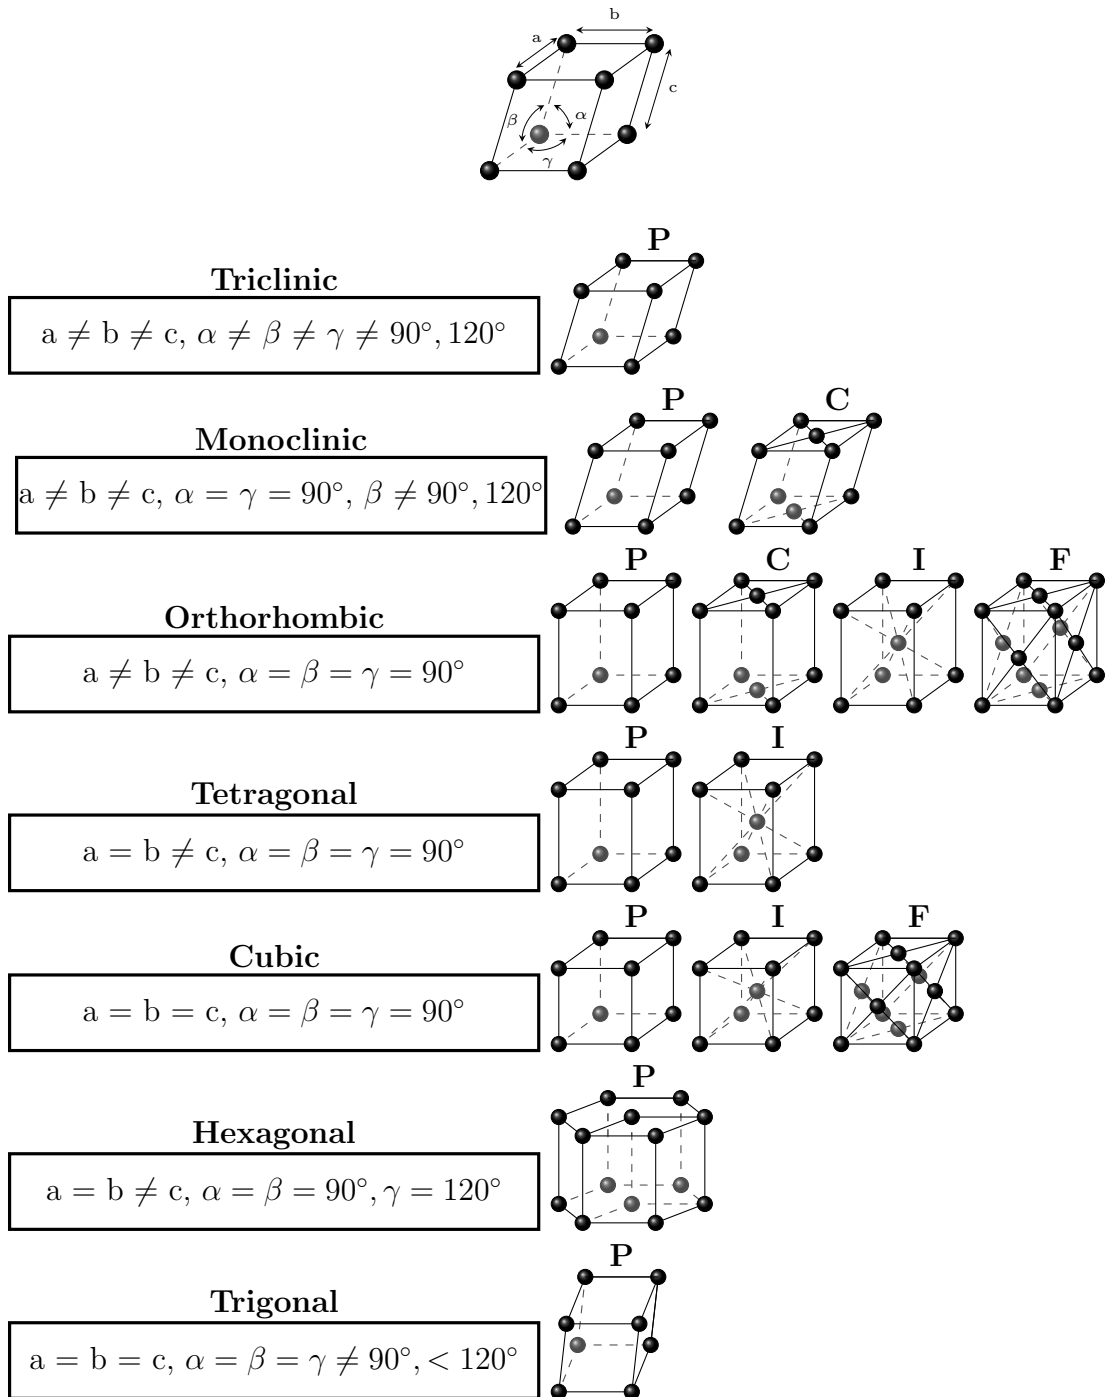 b
a
c
β
α
γ
P
Triclinic
a ≠ b ≠ c, α ≠ β ≠ γ ≠ 90°, 120°
P C
Monoclinic
a ≠ b ≠ c, α = γ = 90°, β ≠ 90°, 120°
P C I F
Orthorhombic
a ≠ b ≠ c, α = β = γ = 90°
P I
Tetragonal
a = b ≠ c, α = β = γ = 90°
P I F
Cubic
a = b = c, α = β = γ = 90°
P
Hexagonal
a = b ≠ c, α = β = 90°, γ = 120°
P
Trigonal
a = b = c, α = β = γ ≠ 90°, < 120°